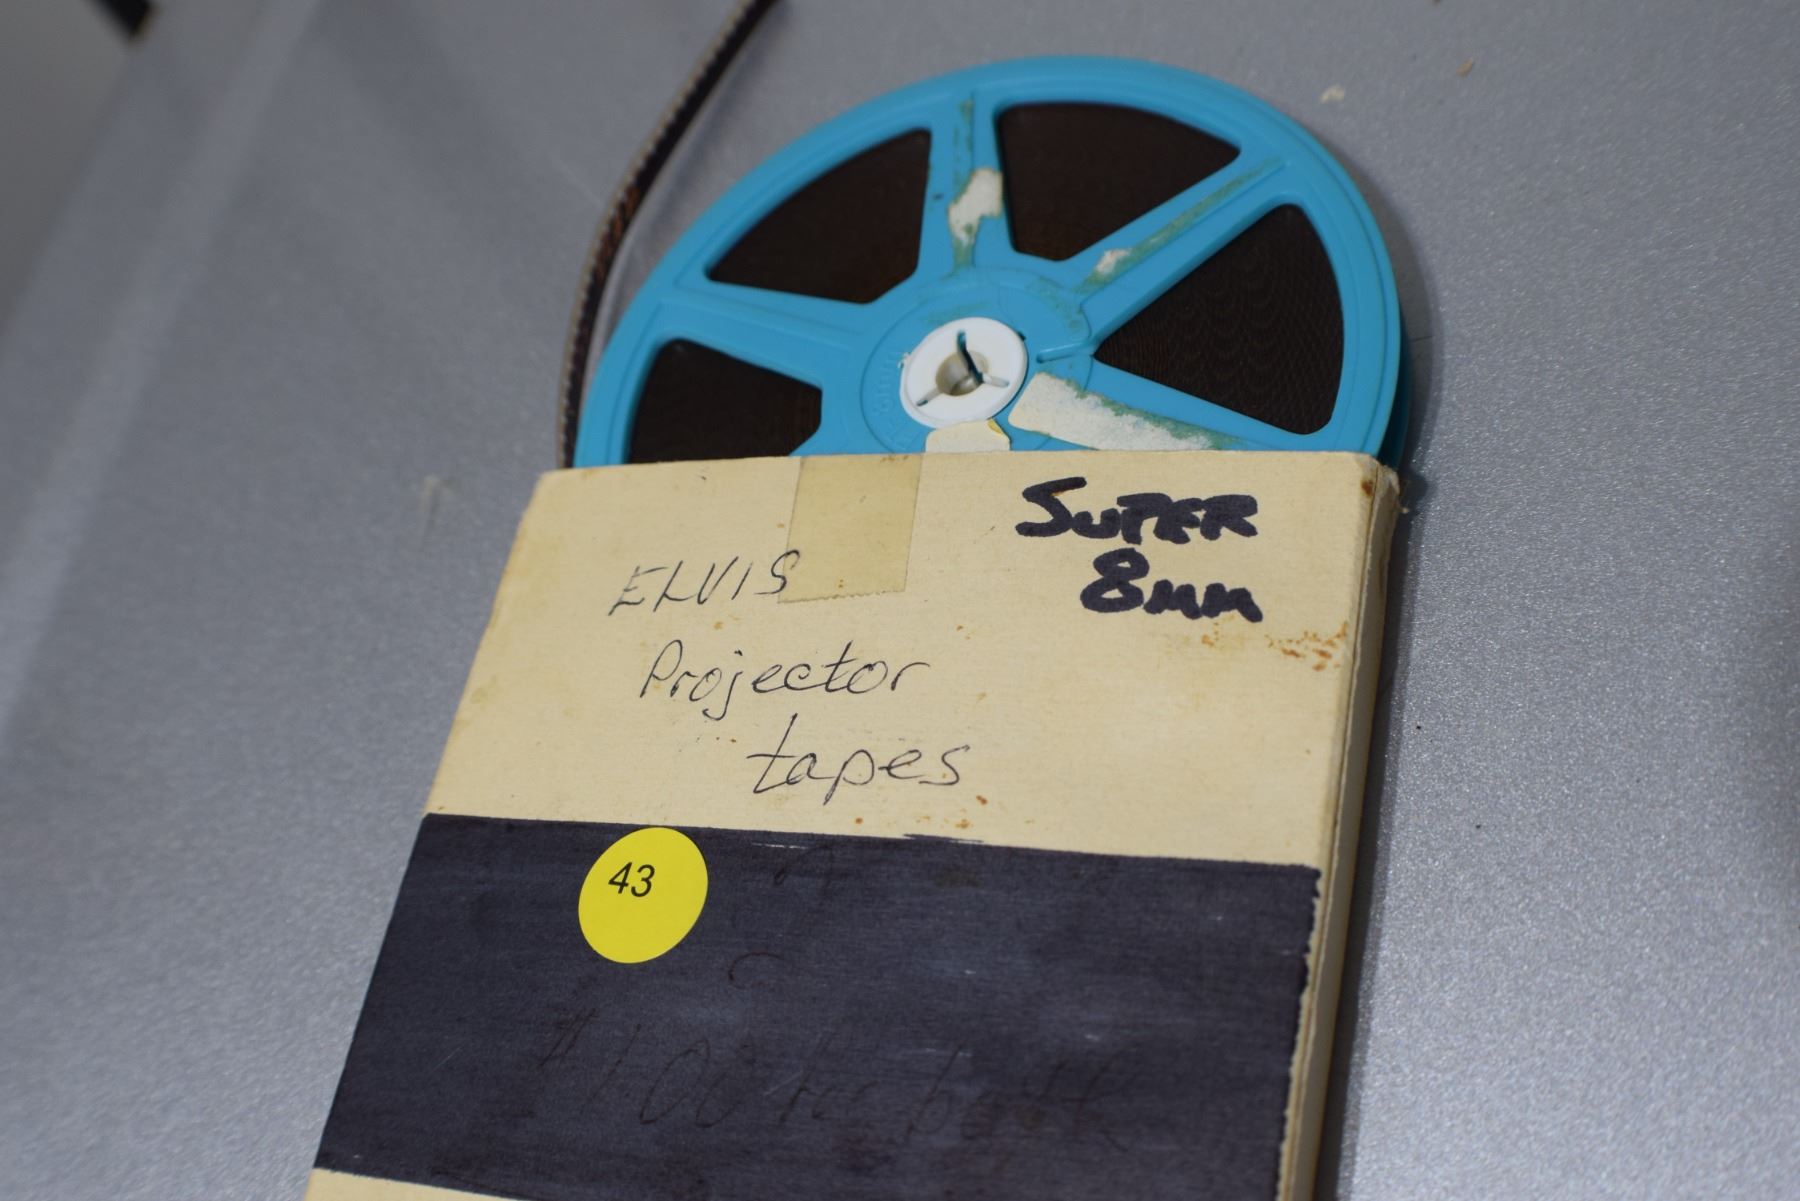 SUPER
8mm
ELVIS
Projector
tapes
43